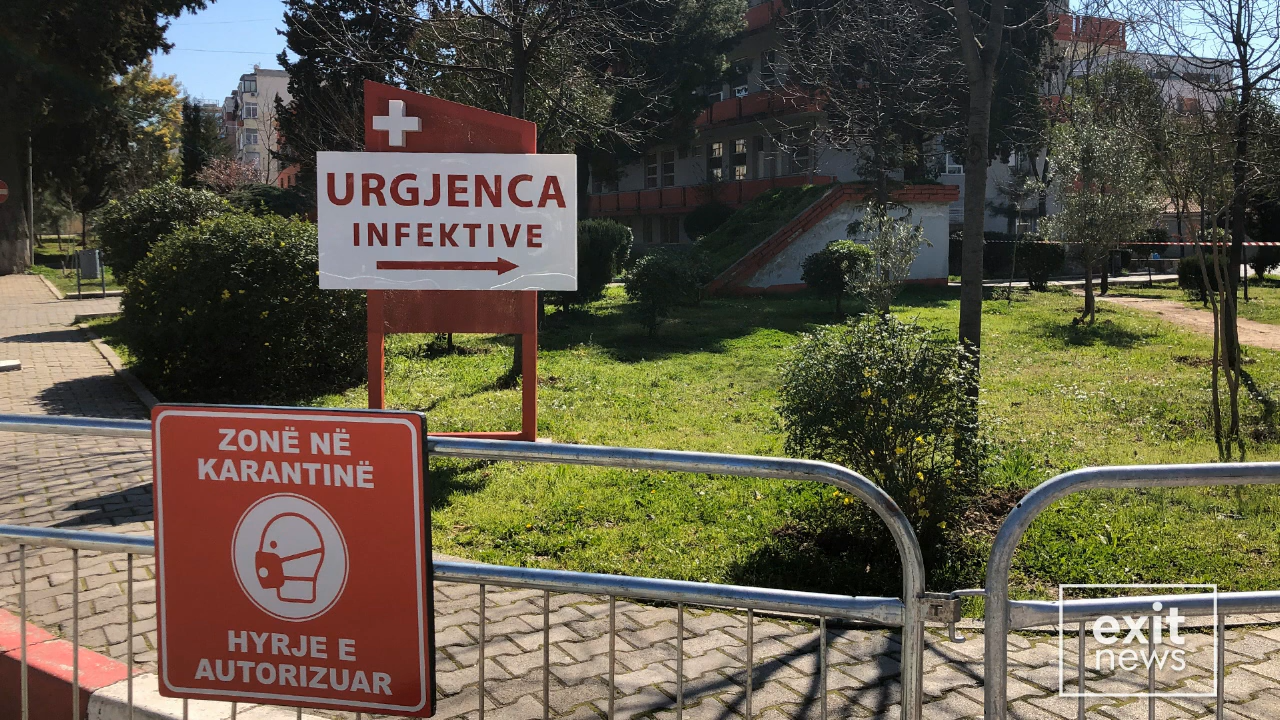 URGJENCA
INFEKTIVE
ZONË NË
KARANTINË
HYRJE E
AUTORIZUAR
exit
news